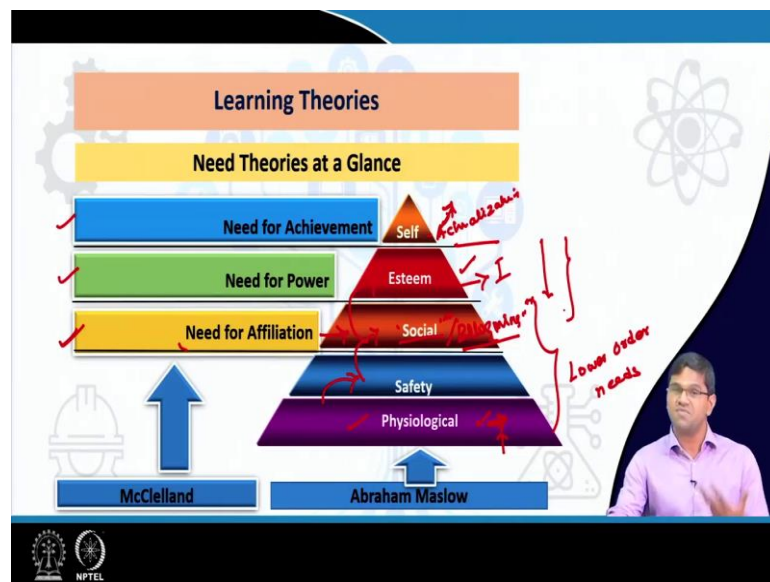 Learning Theories
Need Theories at a Glance
Need for Achievement
Self
Actualization
Need for Power
Esteem
I
Need for Affiliation
Social / Belonging
Lower order
needs
Safety
Physiological
McClelland
Abraham Maslow
NPTEL